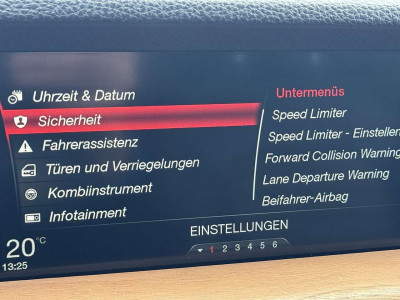 Uhrzeit & Datum
Sicherheit
Fahrerassistenz
Türen und Verriegelungen
Kombiinstrument
Infotainment
Untermenüs
Speed Limiter
Speed Limiter - Einstellen
Forward Collision Warning
Lane Departure Warning
Beifahrer-Airbag
EINSTELLUNGEN
1 2 3 4 5 6
20°C
13:25